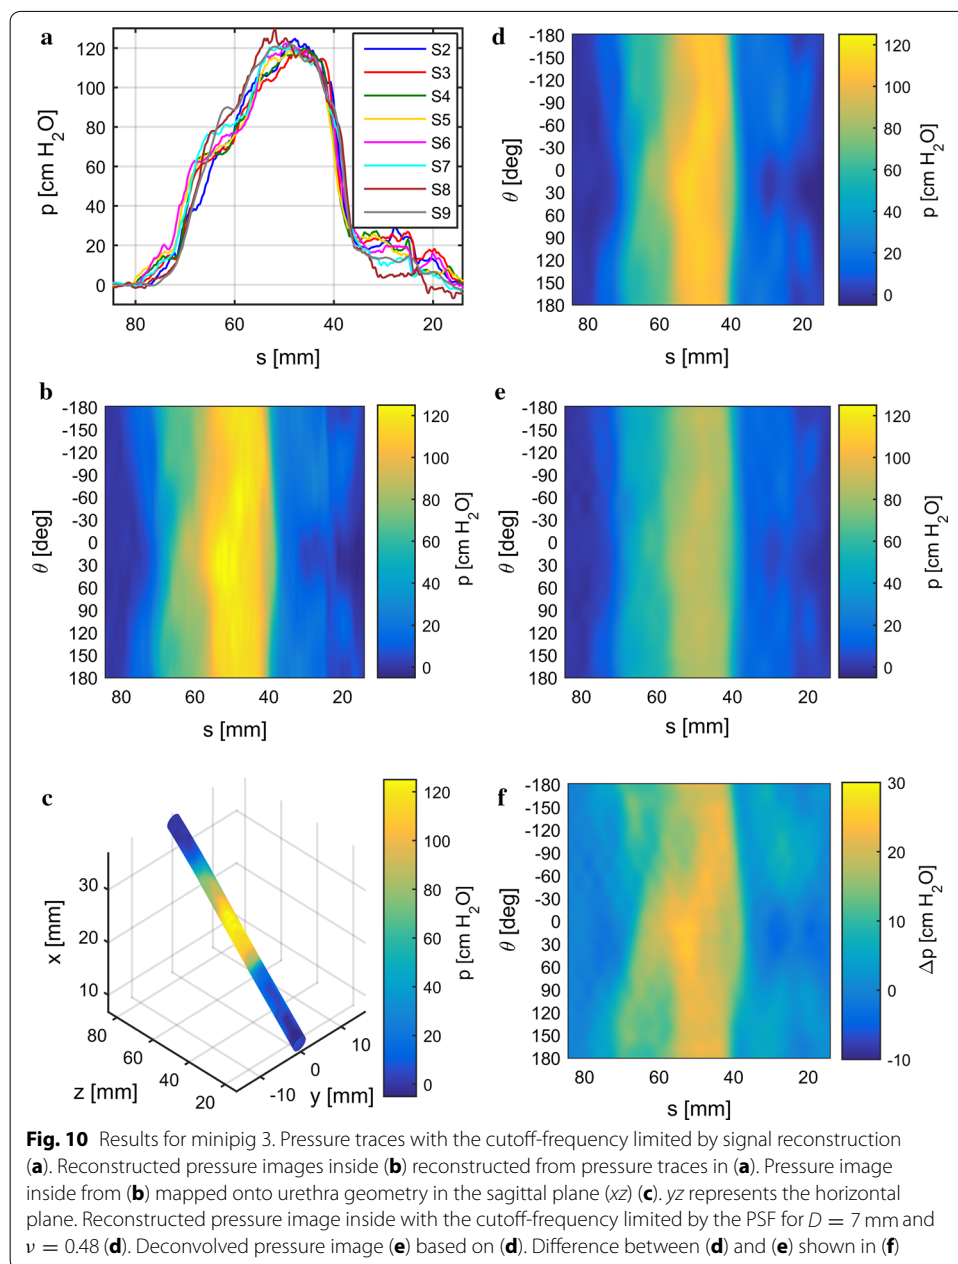 a
p [cm H2O]
120
100
80
60
40
20
0
80 60 40 20
s [mm]
S2
S3
S4
S5
S6
S7
S8
S9
d
θ [deg]
-180
-150
-120
-90
-60
-30
0
30
60
90
120
150
180
80 60 40 20
s [mm]
120
100
80
60
40
20
0
p [cm H2O]
b
θ [deg]
-180
-150
-120
-90
-60
-30
0
30
60
90
120
150
180
80 60 40 20
s [mm]
120
100
80
60
40
20
0
p [cm H2O]
e
θ [deg]
-180
-150
-120
-90
-60
-30
0
30
60
90
120
150
180
80 60 40 20
s [mm]
120
100
80
60
40
20
0
p [cm H2O]
c
x [mm]
30
20
10
80
60
40
20
z [mm]
-10
0
10
y [mm]
120
100
80
60
40
20
0
p [cm H2O]
f
θ [deg]
-180
-150
-120
-90
-60
-30
0
30
60
90
120
150
180
80 60 40 20
s [mm]
30
20
10
0
-10
Δp [cm H2O]
Fig. 10 Results for minipig 3. Pressure traces with the cutoff-frequency limited by signal reconstruction
(a). Reconstructed pressure images inside (b) reconstructed from pressure traces in (a). Pressure image
inside from (b) mapped onto urethra geometry in the sagittal plane (xz) (c). yz represents the horizontal
plane. Reconstructed pressure image inside with the cutoff-frequency limited by the PSF for D = 7 mm and
ν = 0.48 (d). Deconvolved pressure image (e) based on (d). Difference between (d) and (e) shown in (f)